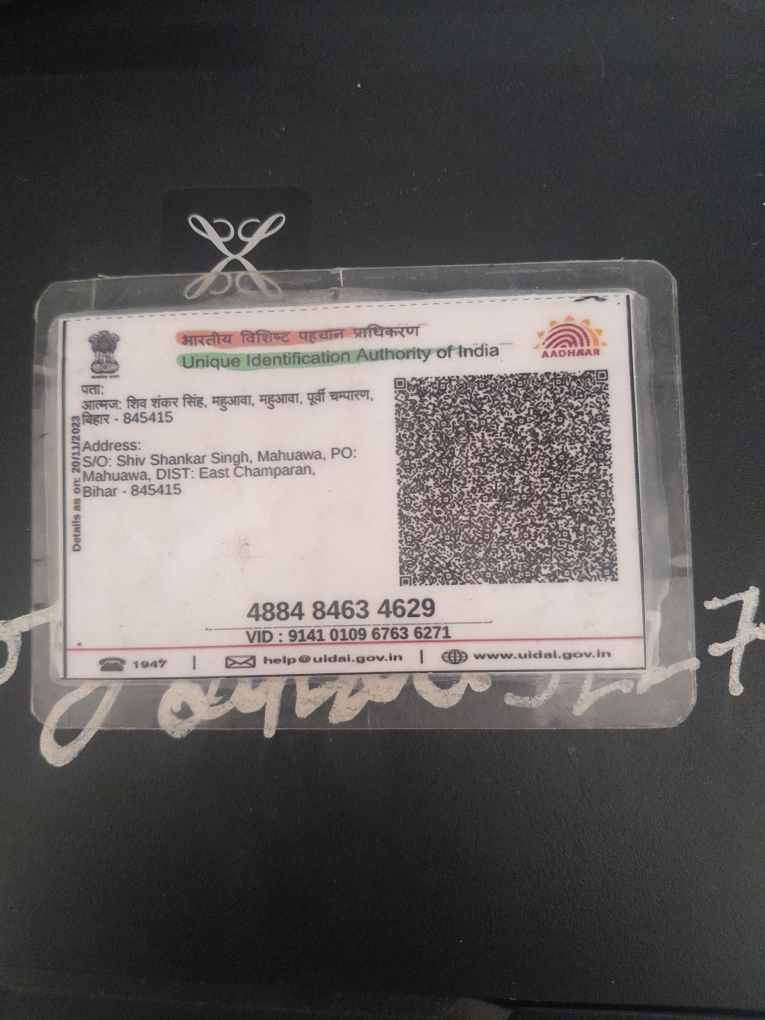 भारतीय विशिष्ट पहचान प्राधिकरण
Unique Identification Authority of India
AADHAAR
पता:
आत्मज: शिव शंकर सिंह, महुआवा, महुआवा, पूर्वी चम्पारण,
बिहार - 845415
Address:
S/O: Shiv Shankar Singh, Mahuawa, PO:
Mahuawa, DIST: East Champaran,
Bihar - 845415
Details as on: 20/11/2023
4884 8463 4629
VID : 9141 0109 6763 6271
1947 | help@uidai.gov.in | www.uidai.gov.in